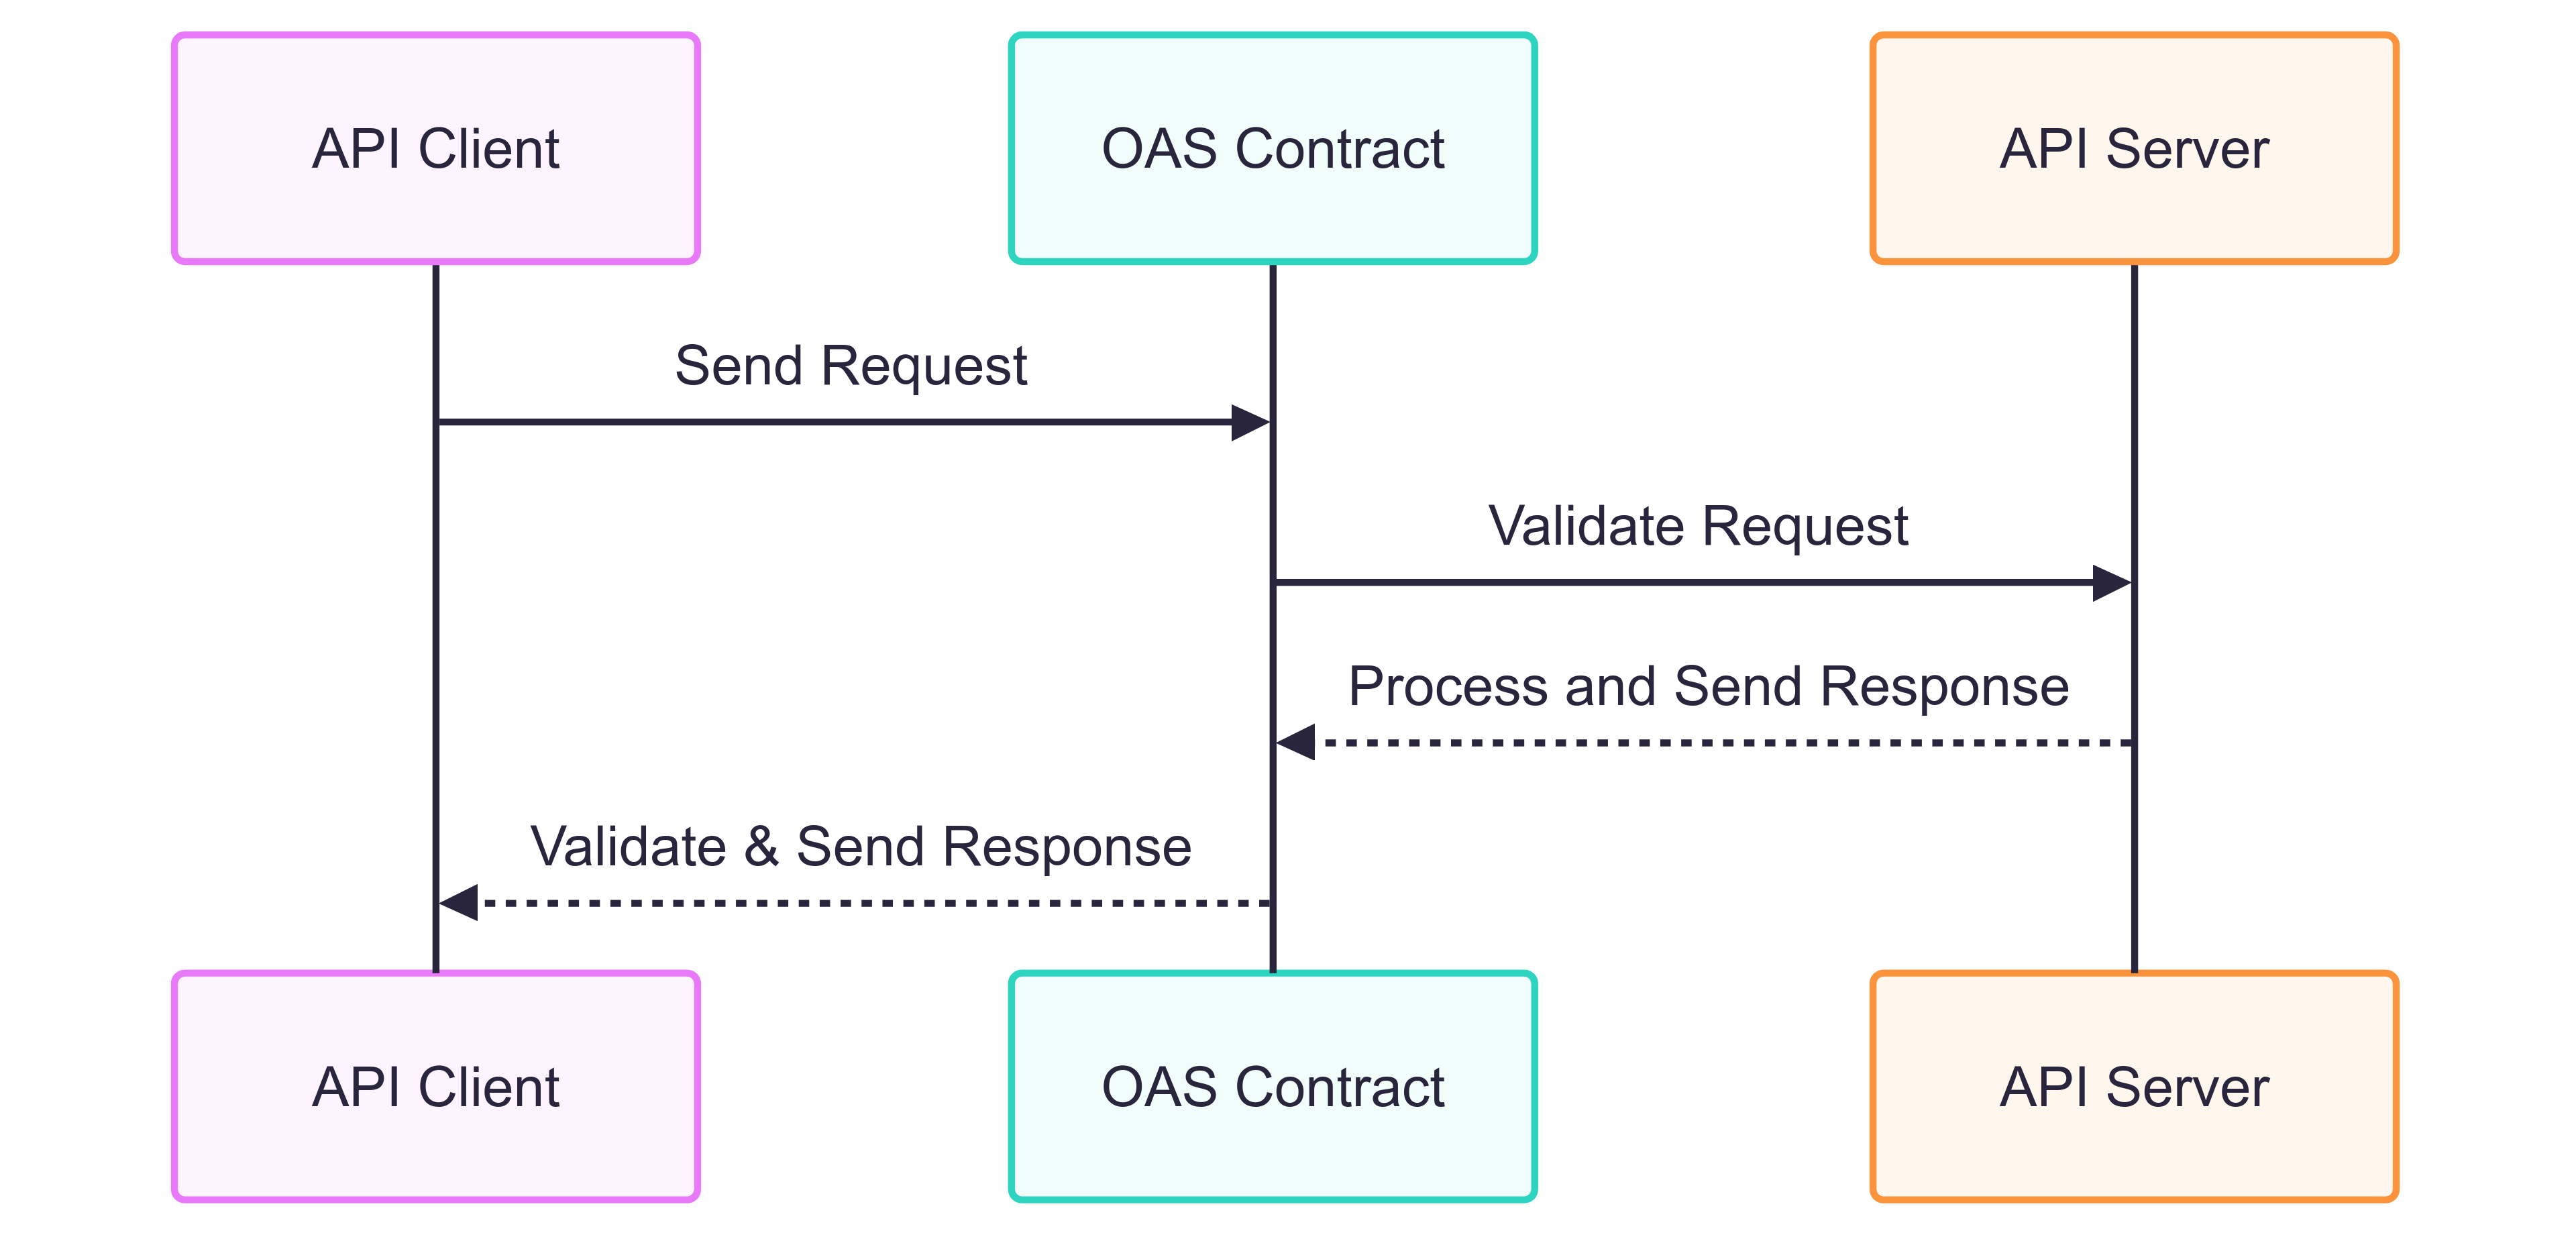 API Client
OAS Contract
API Server
Send Request
Validate Request
Process and Send Response
Validate & Send Response
API Client
OAS Contract
API Server